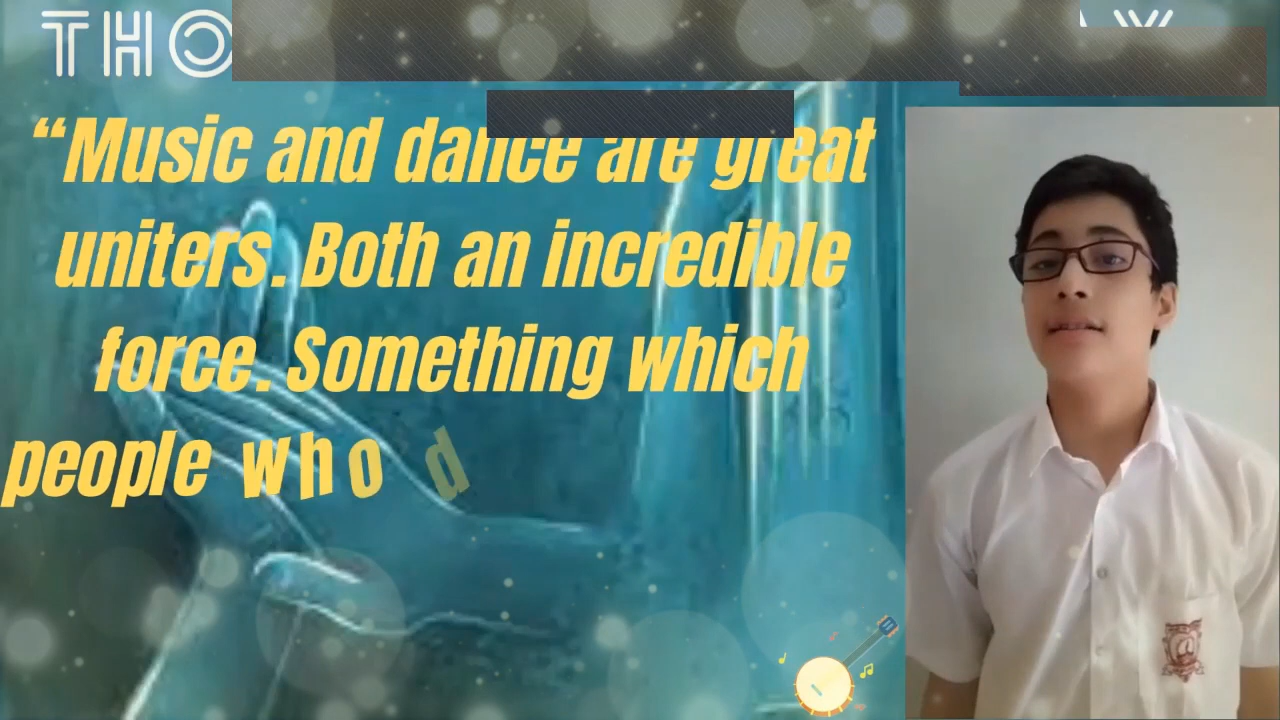 THO
“Music and dance are great
uniters. Both an incredible
force. Something which
people who d